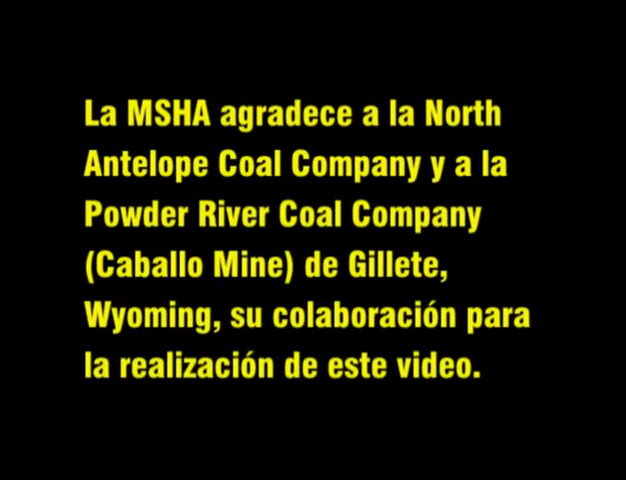 La MSHA agradece a la North
Antelope Coal Company y a la
Powder River Coal Company
(Caballo Mine) de Gillete,
Wyoming, su colaboración para
la realización de este video.